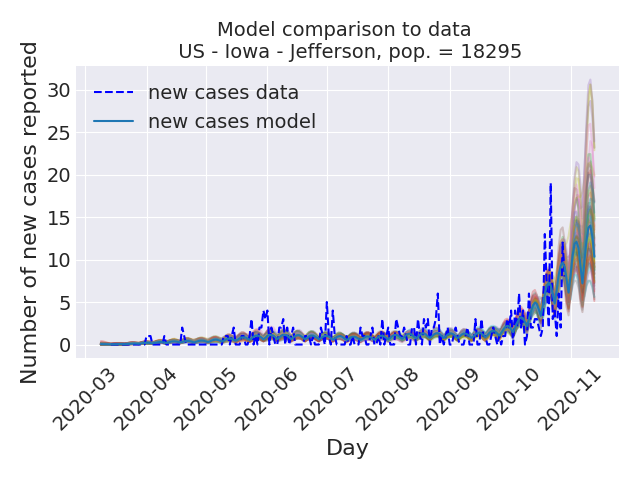 Model comparison to data
US - Iowa - Jefferson, pop. = 18295
new cases data
new cases model
Number of new cases reported
30
25
20
15
10
5
0
2020-03
2020-04
2020-05
2020-06
2020-07
2020-08
2020-09
2020-10
2020-11
Day